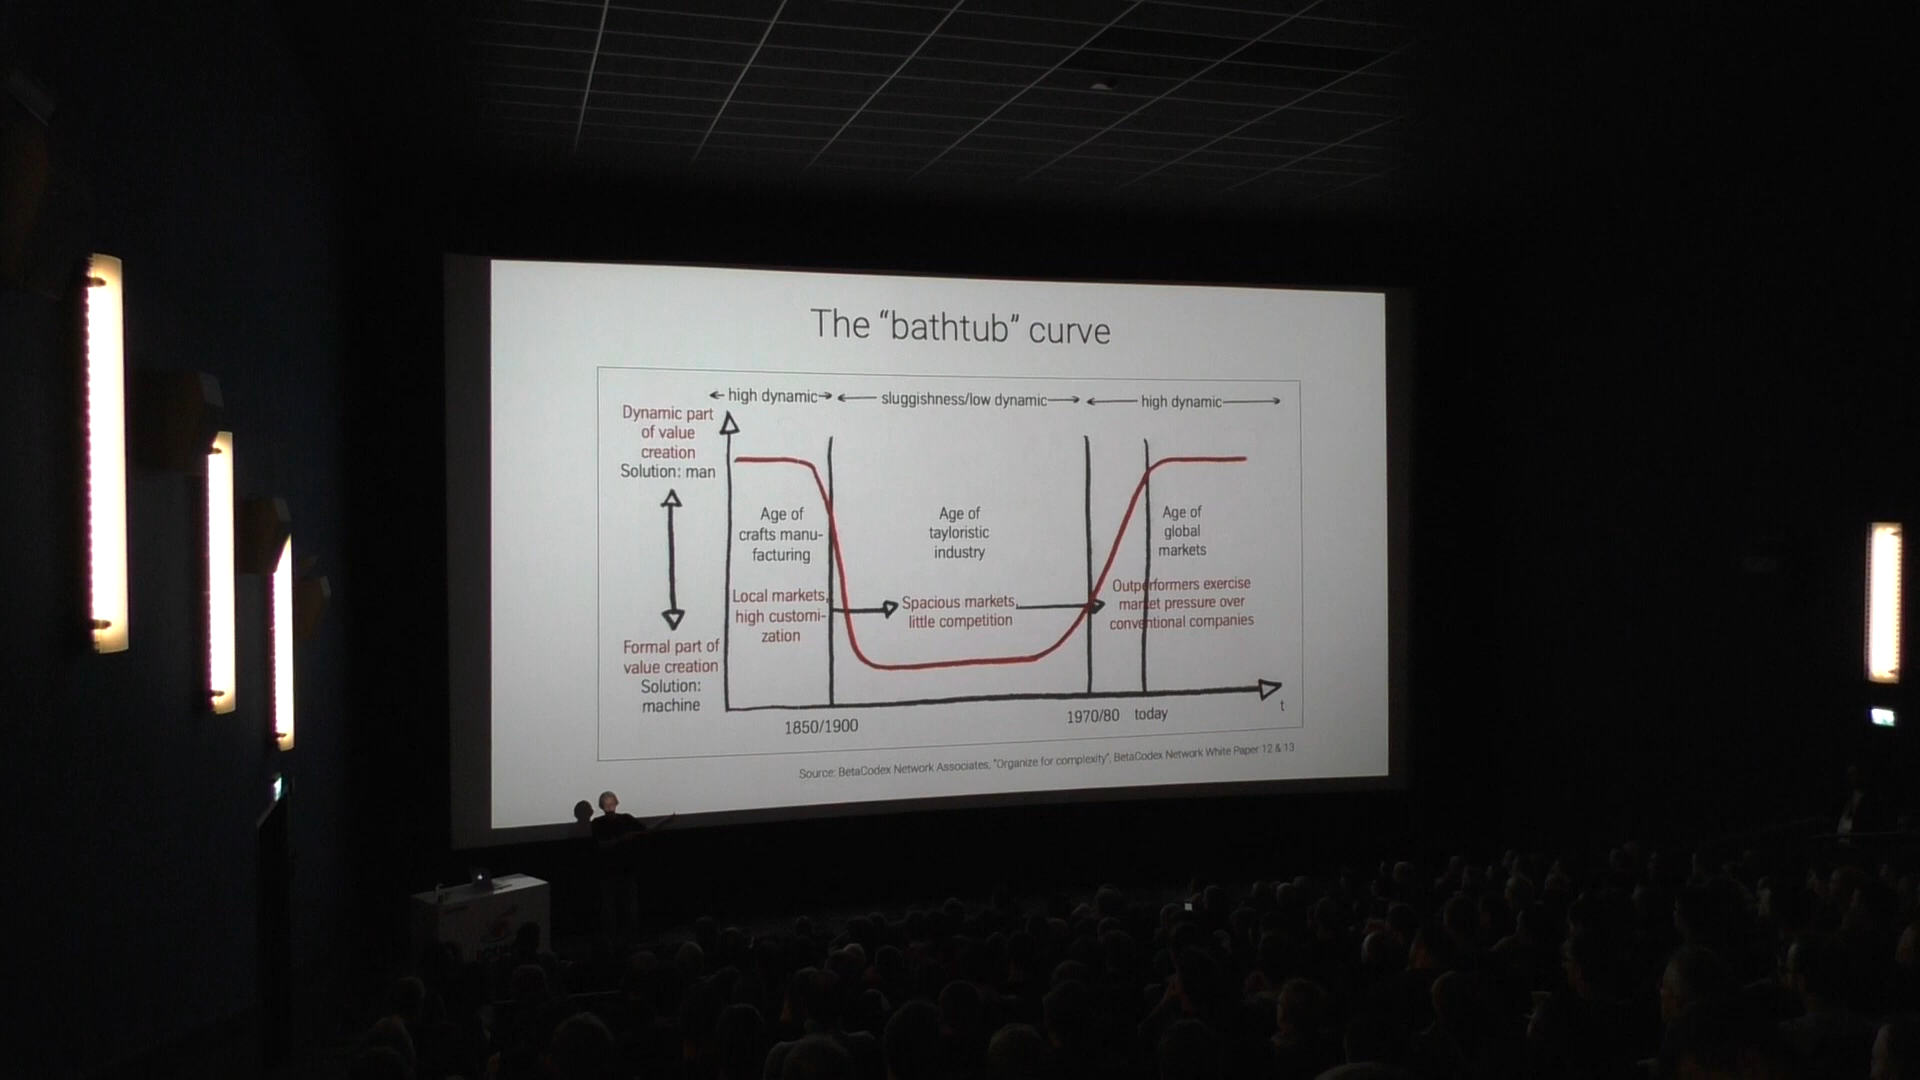 The “bathtub” curve
high dynamic
sluggishness/low dynamic
high dynamic
Dynamic part
of value
creation
Solution: man
Formal part of
value creation
Solution:
machine
Age of
crafts manu-
facturing
Local markets,
high customi-
zation
Age of
tayloristic
industry
Spacious markets,
little competition
Age of
global
markets
Outperformers exercise
market pressure over
conventional companies
1850/1900
1970/80
today
t
Source: BetaCodex Network Associates, “Organize for complexity”, BetaCodex Network White Paper 12 & 13